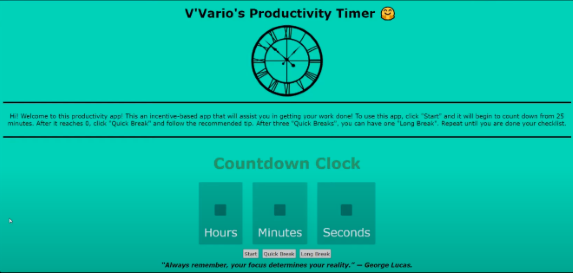 V'Vario's Productivity Timer 🤗
Hi! Welcome to this productivity app! This an incentive-based app that will assist you in getting your work done! To use this app, click "Start" and it will begin to count down from 25
minutes. After it reaches 0, click "Quick Break" and follow the recommended tip. After three "Quick Breaks", you can have one "Long Break". Repeat until you are done your checklist.
Countdown Clock
Hours Minutes Seconds
Start Quick Break Long Break
"Always remember, your focus determines your reality." — George Lucas.